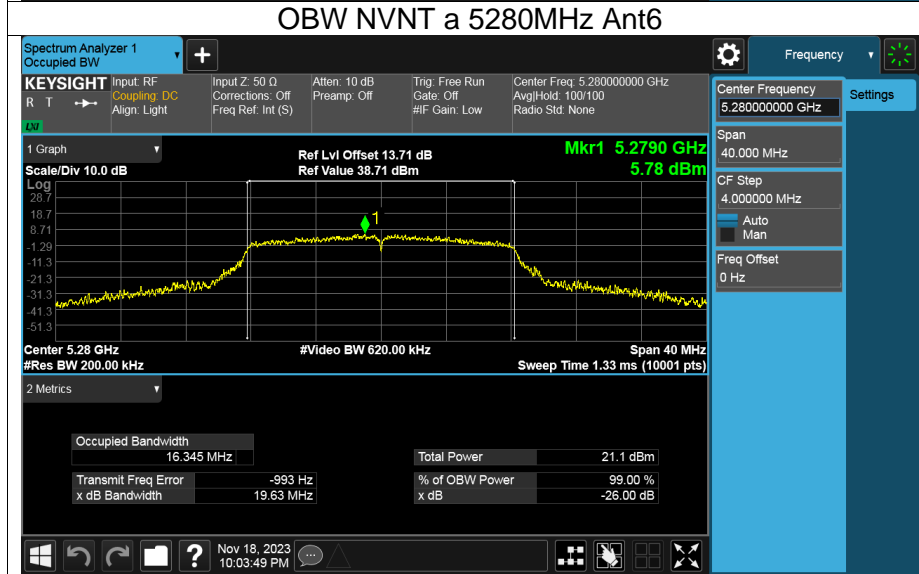 OBW NVNT a 5280MHz Ant6
Spectrum Analyzer 1
Occupied BW
Frequency
KEYSIGHT
R T
LXI
Input: RF
Coupling: DC
Align: Light
Input Z: 50 Ω
Corrections: Off
Freq Ref: Int (S)
Atten: 10 dB
Preamp: Off
Trig: Free Run
Gate: Off
#IF Gain: Low
Center Freq: 5.280000000 GHz
Avg|Hold: 100/100
Radio Std: None
Center Frequency
5.280000000 GHz
Settings
Span
40.000 MHz
CF Step
4.000000 MHz
Auto
Man
Freq Offset
0 Hz
1 Graph
Scale/Div 10.0 dB
Ref Lvl Offset 13.71 dB
Ref Value 38.71 dBm
Mkr1 5.2790 GHz
5.78 dBm
Log
28.7
18.7
8.71
-1.29
-11.3
-21.3
-31.3
-41.3
-51.3
1
Center 5.28 GHz
#Res BW 200.00 kHz
#Video BW 620.00 kHz
Span 40 MHz
Sweep Time 1.33 ms (10001 pts)
2 Metrics
Occupied Bandwidth
16.345 MHz
Total Power 21.1 dBm
Transmit Freq Error -993 Hz
% of OBW Power 99.00 %
x dB Bandwidth 19.63 MHz
x dB -26.00 dB
?
Nov 18, 2023
10:03:49 PM